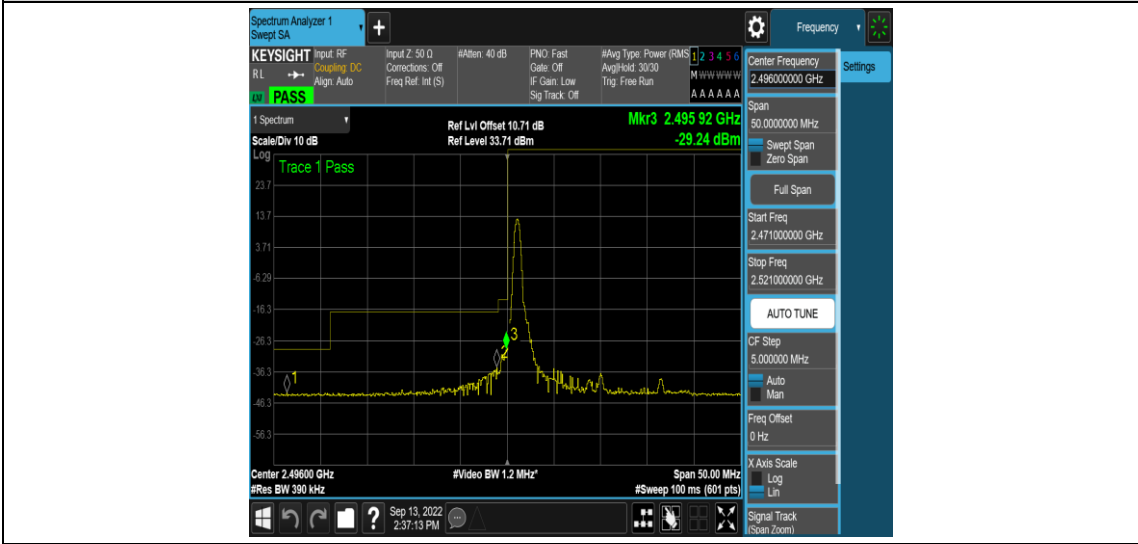 Spectrum Analyzer 1
Swept SA
+
Frequency
KEYSIGHT
RL
PASS
Input: RF
Coupling: DC
Align: Auto
Input Z: 50 Ω
Corrections: Off
Freq Ref: Int (S)
#Atten: 40 dB
PNO: Fast
Gate: Off
IF Gain: Low
Sig Track: Off
#Avg Type: Power (RMS
Avg|Hold: 30/30
Trig: Free Run
1 2 3 4 5 6
M W W W W W
A A A A A A
1 Spectrum
Scale/Div 10 dB
Ref Lvl Offset 10.71 dB
Ref Level 33.71 dBm
Mkr3 2.495 92 GHz
-29.24 dBm
Log
Trace 1 Pass
23.7
13.7
3.71
-6.29
-16.3
-26.3
-36.3
-46.3
-56.3
1
2
3
Center 2.49600 GHz
#Res BW 390 kHz
#Video BW 1.2 MHz*
Span 50.00 MHz
#Sweep 100 ms (601 pts)
?
Sep 13, 2022
2:37:13 PM
Center Frequency
2.496000000 GHz
Settings
Span
50.0000000 MHz
Swept Span
Zero Span
Full Span
Start Freq
2.471000000 GHz
Stop Freq
2.521000000 GHz
AUTO TUNE
CF Step
5.000000 MHz
Auto
Man
Freq Offset
0 Hz
X Axis Scale
Log
Lin
Signal Track
(Span Zoom)